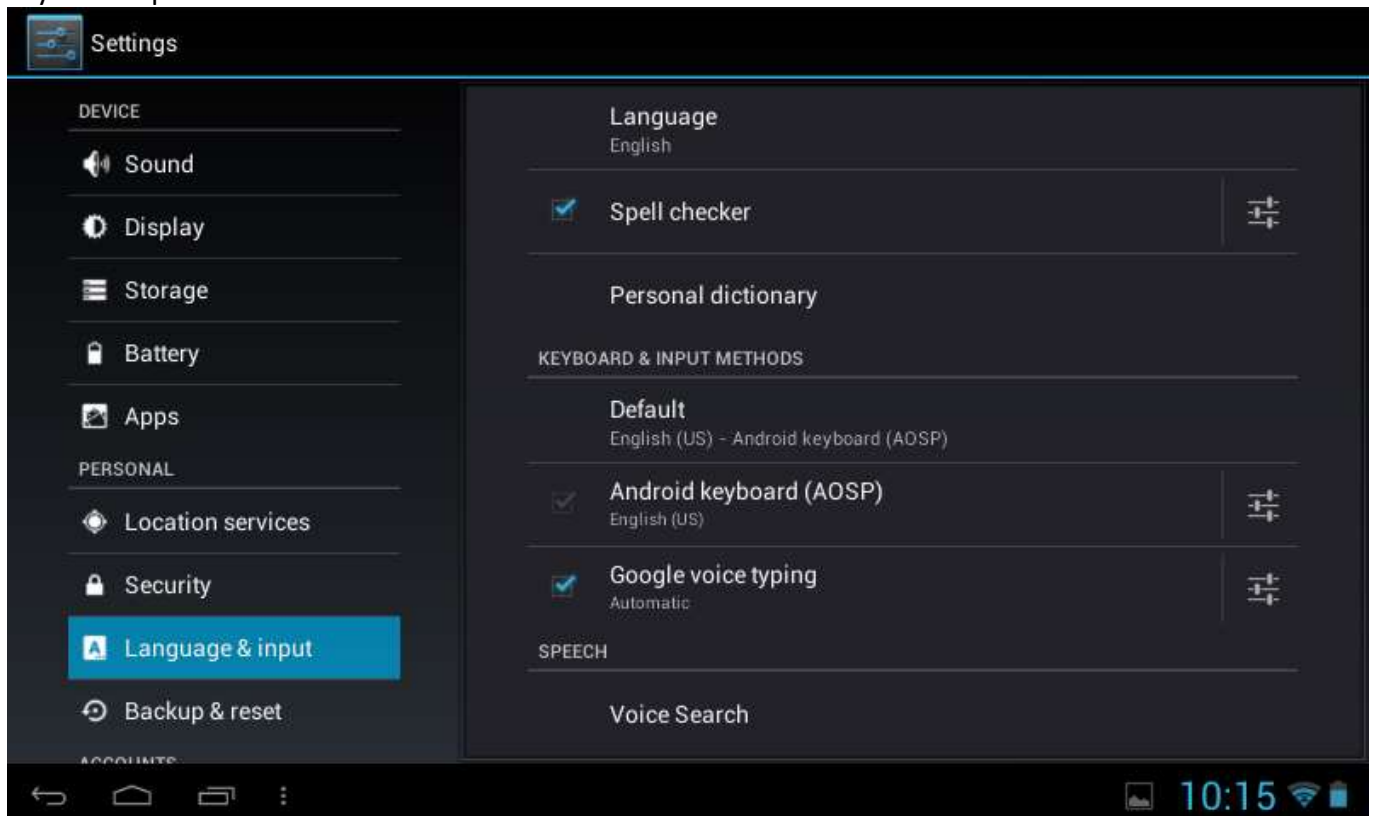 Settings
DEVICE
Sound
Display
Storage
Battery
Apps
PERSONAL
Location services
Security
Language & input
Backup & reset
ACCOUNTS
Language
English
Spell checker
Personal dictionary
KEYBOARD & INPUT METHODS
Default
English (US) - Android keyboard (AOSP)
Android keyboard (AOSP)
English (US)
Google voice typing
Automatic
SPEECH
Voice Search
10:15